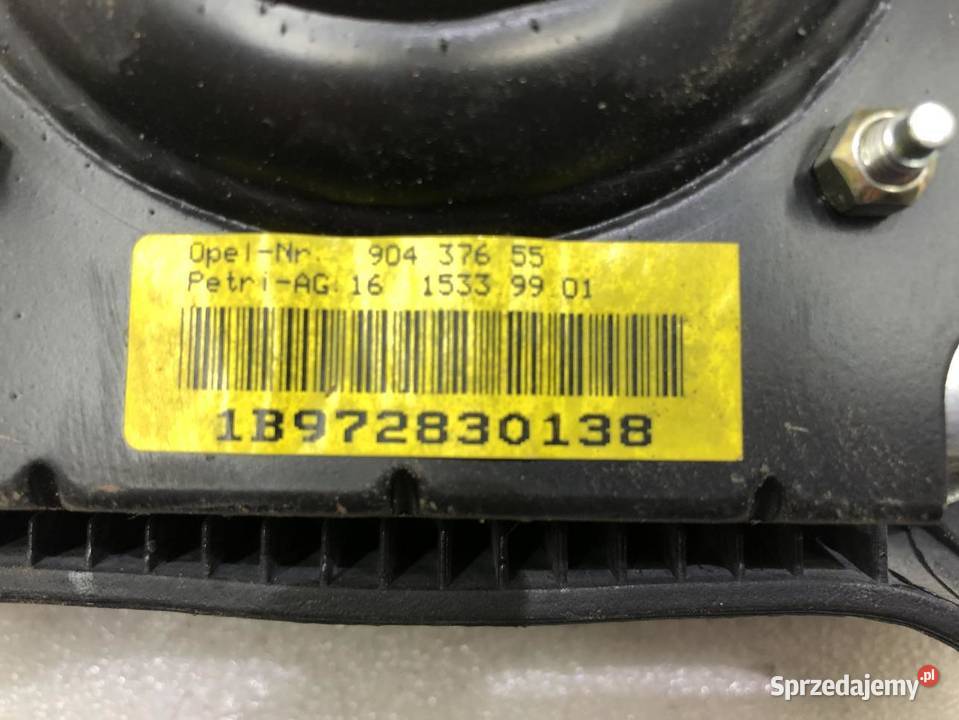 Opel-Nr. 904 376 55
Petri-AG.16 1533 99 01
1B972830138
Sprzedajemy.pl